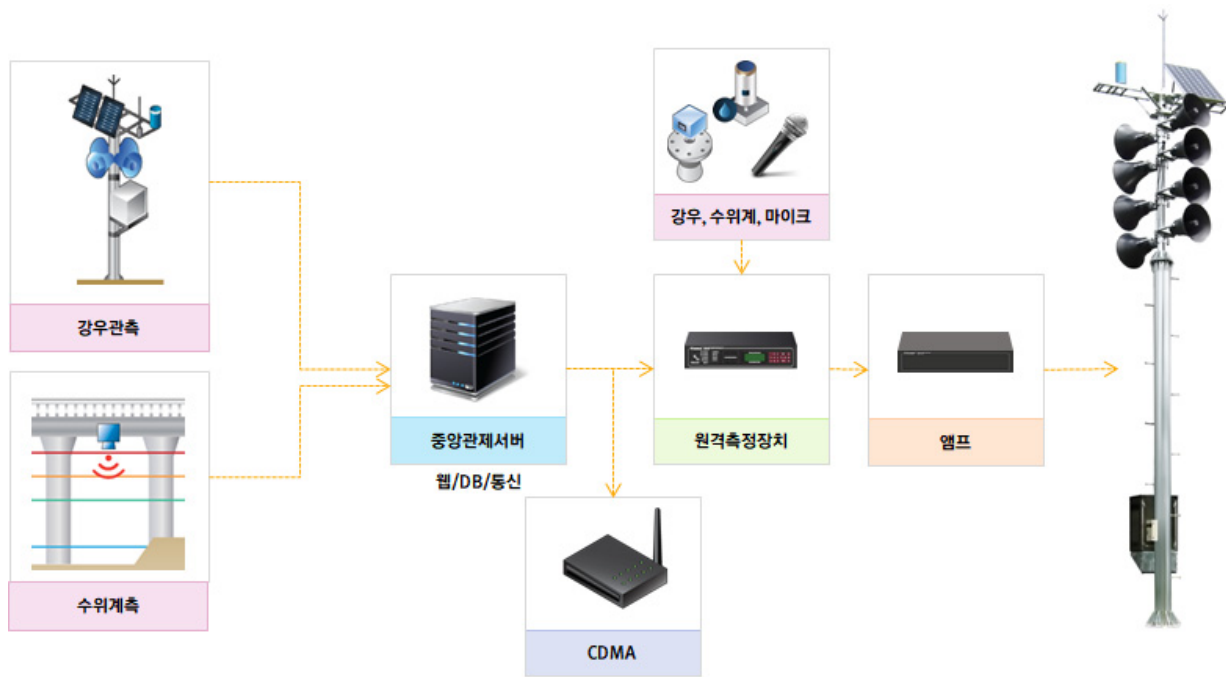 강우, 수위계, 마이크
강우관측
중앙관제서버
원격측정장치
앰프
웹/DB/통신
수위계측
CDMA